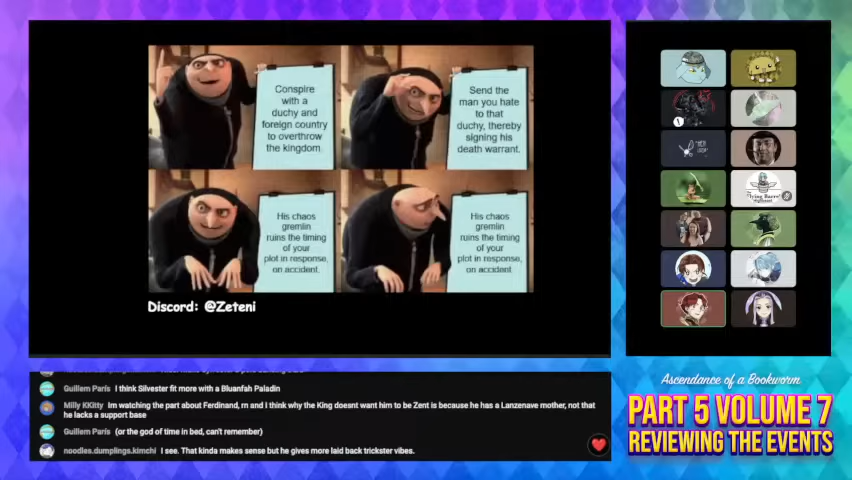 Conspire
with a
duchy and
foreign country
to overthrow
the kingdom.
Send the
man you hate
to that
duchy, thereby
signing his
death warrant.
His chaos
gremlin
ruins the timing
of your
plot in response,
on accident.
His chaos
gremlin
ruins the timing
of your
plot in response,
on accident.
Discord: @Zeteni
Guillem París I think Silvester fit more with a Bluanfah Paladin
Milly KKitty Im watching the part about Ferdinand, rn and I think why the King doesnt want him to be Zent is because he has a Lanzenave mother, not that
he lacks a support base
Guillem París (or the god of time in bed, can't remember)
noodles.dumplings.kimchi I see. That kinda makes sense but he gives more laid back trickster vibes.
Ascendance of a Bookworm
PART 5 VOLUME 7
REVIEWING THE EVENTS